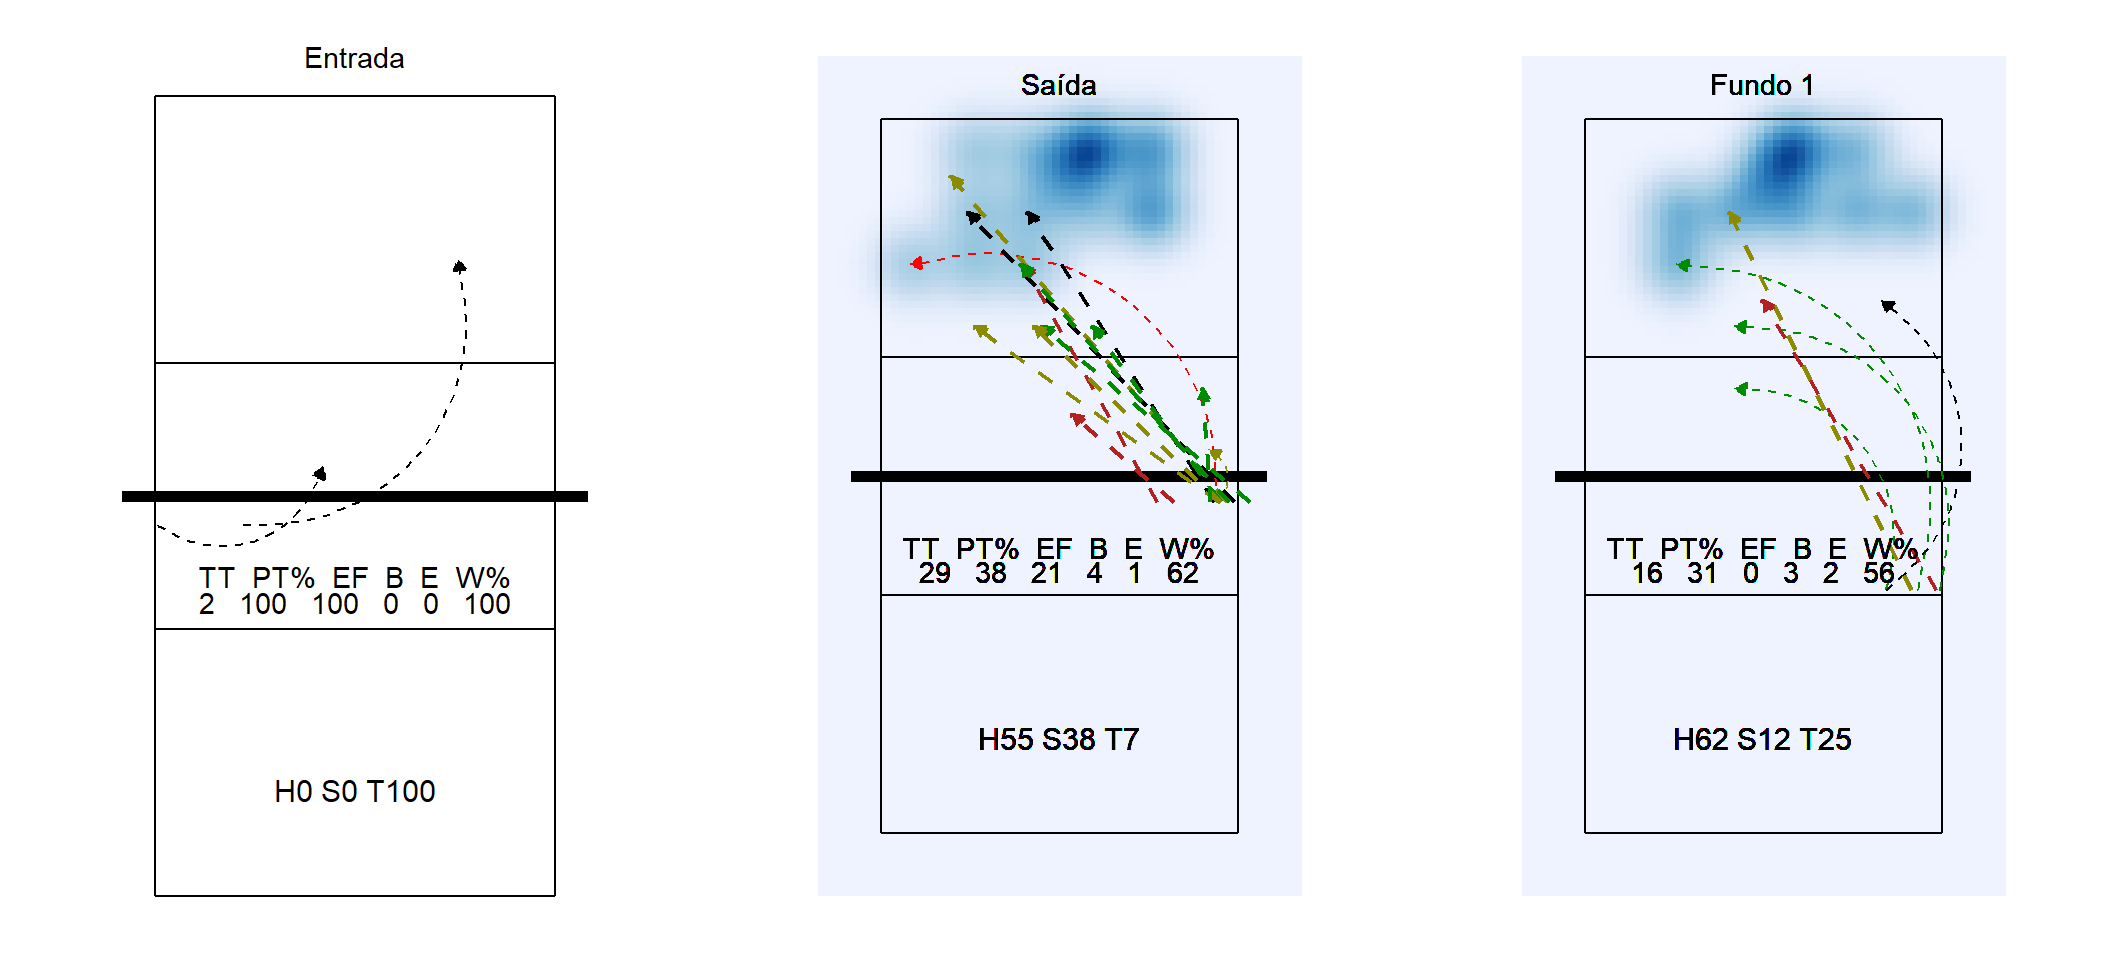 Entrada
TT PT% EF B E W%
2 100 100 0 0 100
H0 S0 T100
Saída
TT PT% EF B E W%
29 38 21 4 1 62
H55 S38 T7
Fundo 1
TT PT% EF B E W%
16 31 0 3 2 56
H62 S12 T25